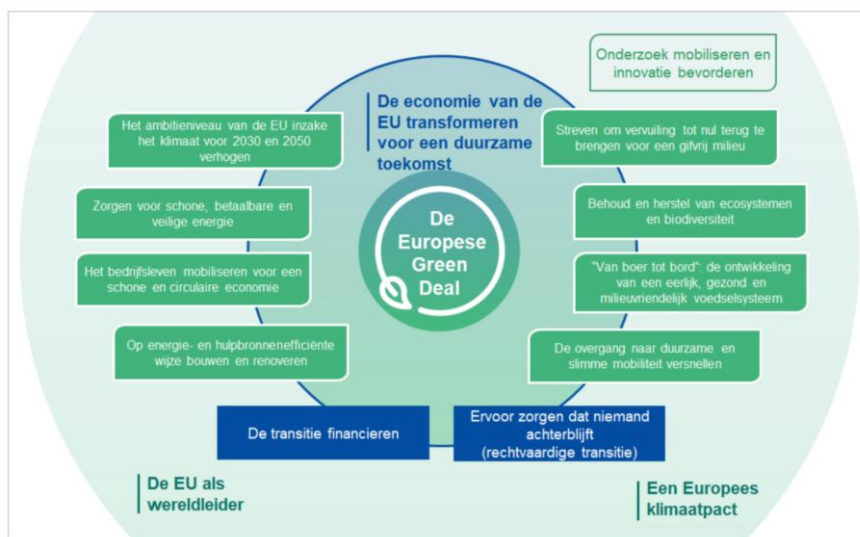 Onderzoek mobiliseren en
innovatie bevorderen
De economie van de
EU transformeren
voor een duurzame
toekomst
Het ambitieniveau van de EU inzake
het klimaat voor 2030 en 2050
verhogen
Streven om vervuiling tot nul terug te
brengen voor een gifvrij milieu
Zorgen voor schone, betaalbare en
veilige energie
De
Europese
Green
Deal
Behoud en herstel van ecosystemen
en biodiversiteit
Het bedrijfsleven mobiliseren voor een
schone en circulaire economie
"Van boer tot bord": de ontwikkeling
van een eerlijk, gezond en
milieuvriendelijk voedselsysteem
Op energie- en hulpbronnenefficiënte
wijze bouwen en renoveren
De overgang naar duurzame en
slimme mobiliteit versnellen
De transitie financieren
Ervoor zorgen dat niemand
achterblijft
(rechtvaardige transitie)
De EU als
wereldleider
Een Europees
klimaatpact